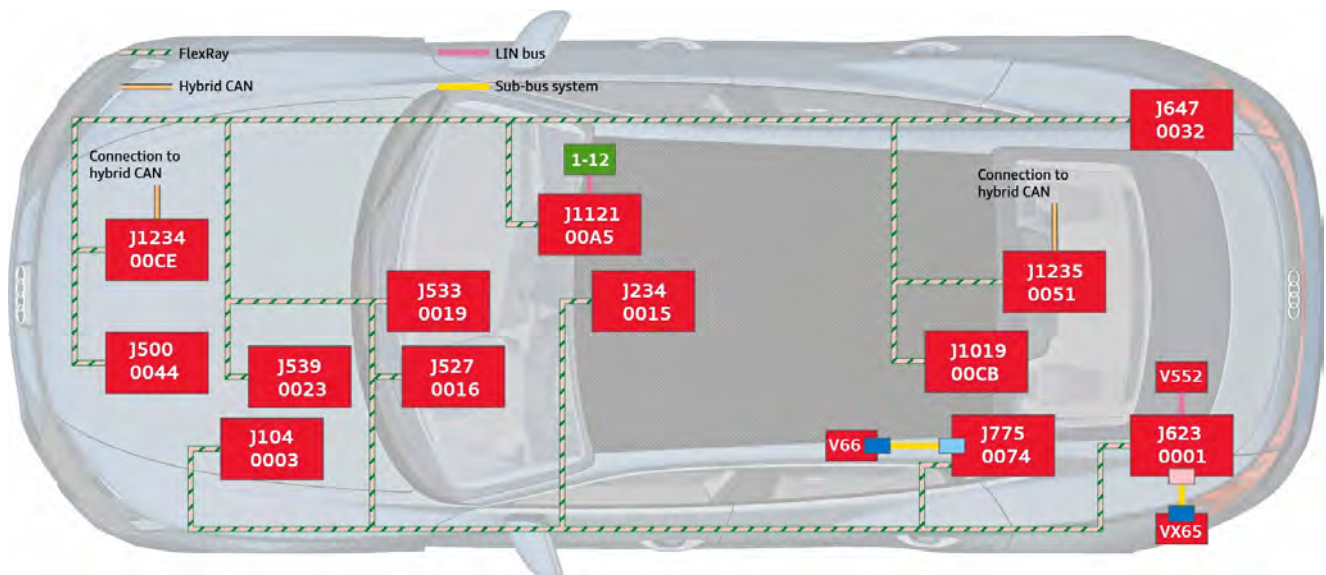 FlexRay
LIN bus
Hybrid CAN
Sub-bus system
J647
0032
Connection to
hybrid CAN
1-12
Connection to
hybrid CAN
J1234
00CE
J1121
00A5
J1235
0051
J533
0019
J234
0015
J500
0044
J539
0023
J527
0016
J1019
00CB
V552
J104
0003
V66
J775
0074
J623
0001
VX65